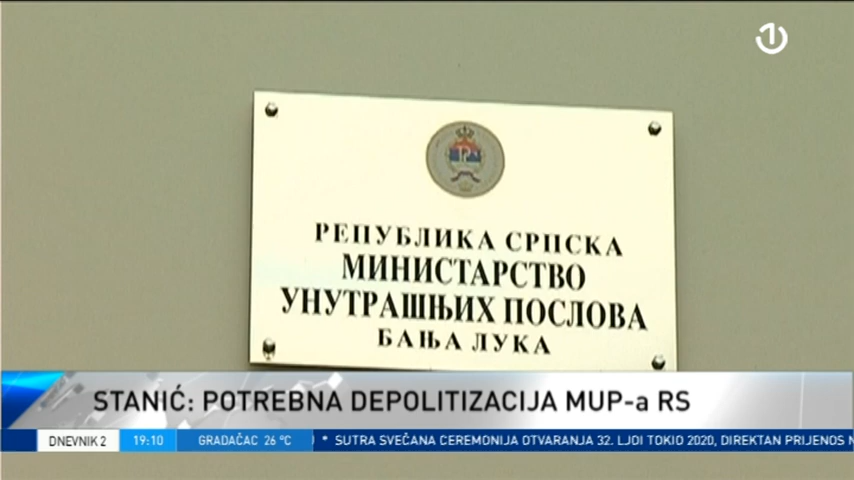 РЕПУБЛИКА СРПСКА
МИНИСТАРСТВО
УНУТРАШЊИХ ПОСЛОВА
БАЊА ЛУКА
STANIĆ: POTREBNA DEPOLITIZACIJA MUP-a RS
DNEVNIK 2 19:10 GRADAČAC 26 °C * SUTRA SVEČANA CEREMONIJA OTVARANJA 32. LJOI TOKIO 2020, DIREKTAN PRIJENOS N